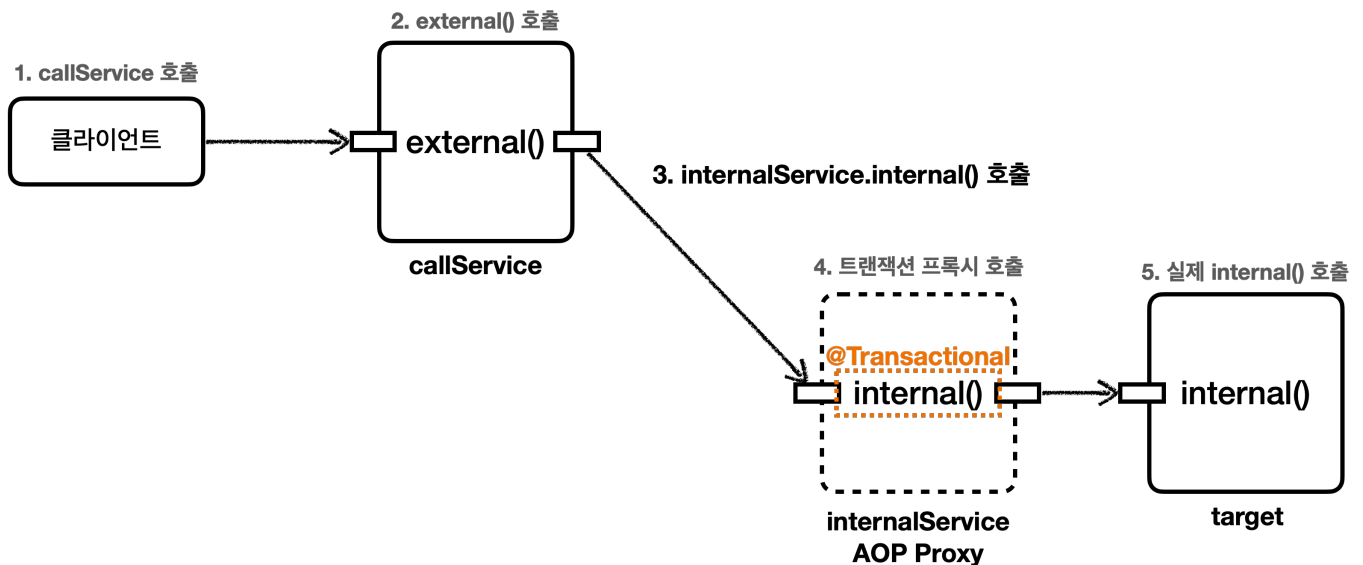 2. external() 호출
1. callService 호출
클라이언트
external()
3. internalService.internal() 호출
callService
4. 트랜잭션 프록시 호출
5. 실제 internal() 호출
@Transactional
internal()
internal()
internalService
AOP Proxy
target